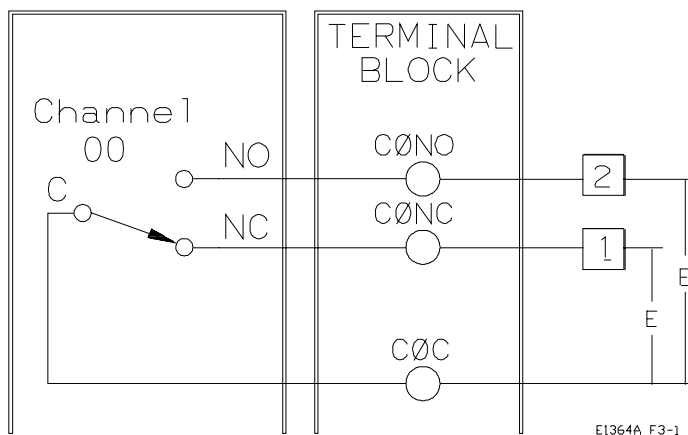 TERMINAL
BLOCK
Channel
00
C
NO
NC
CØNO
CØNC
CØC
2
1
E
E
E1364A F3-1